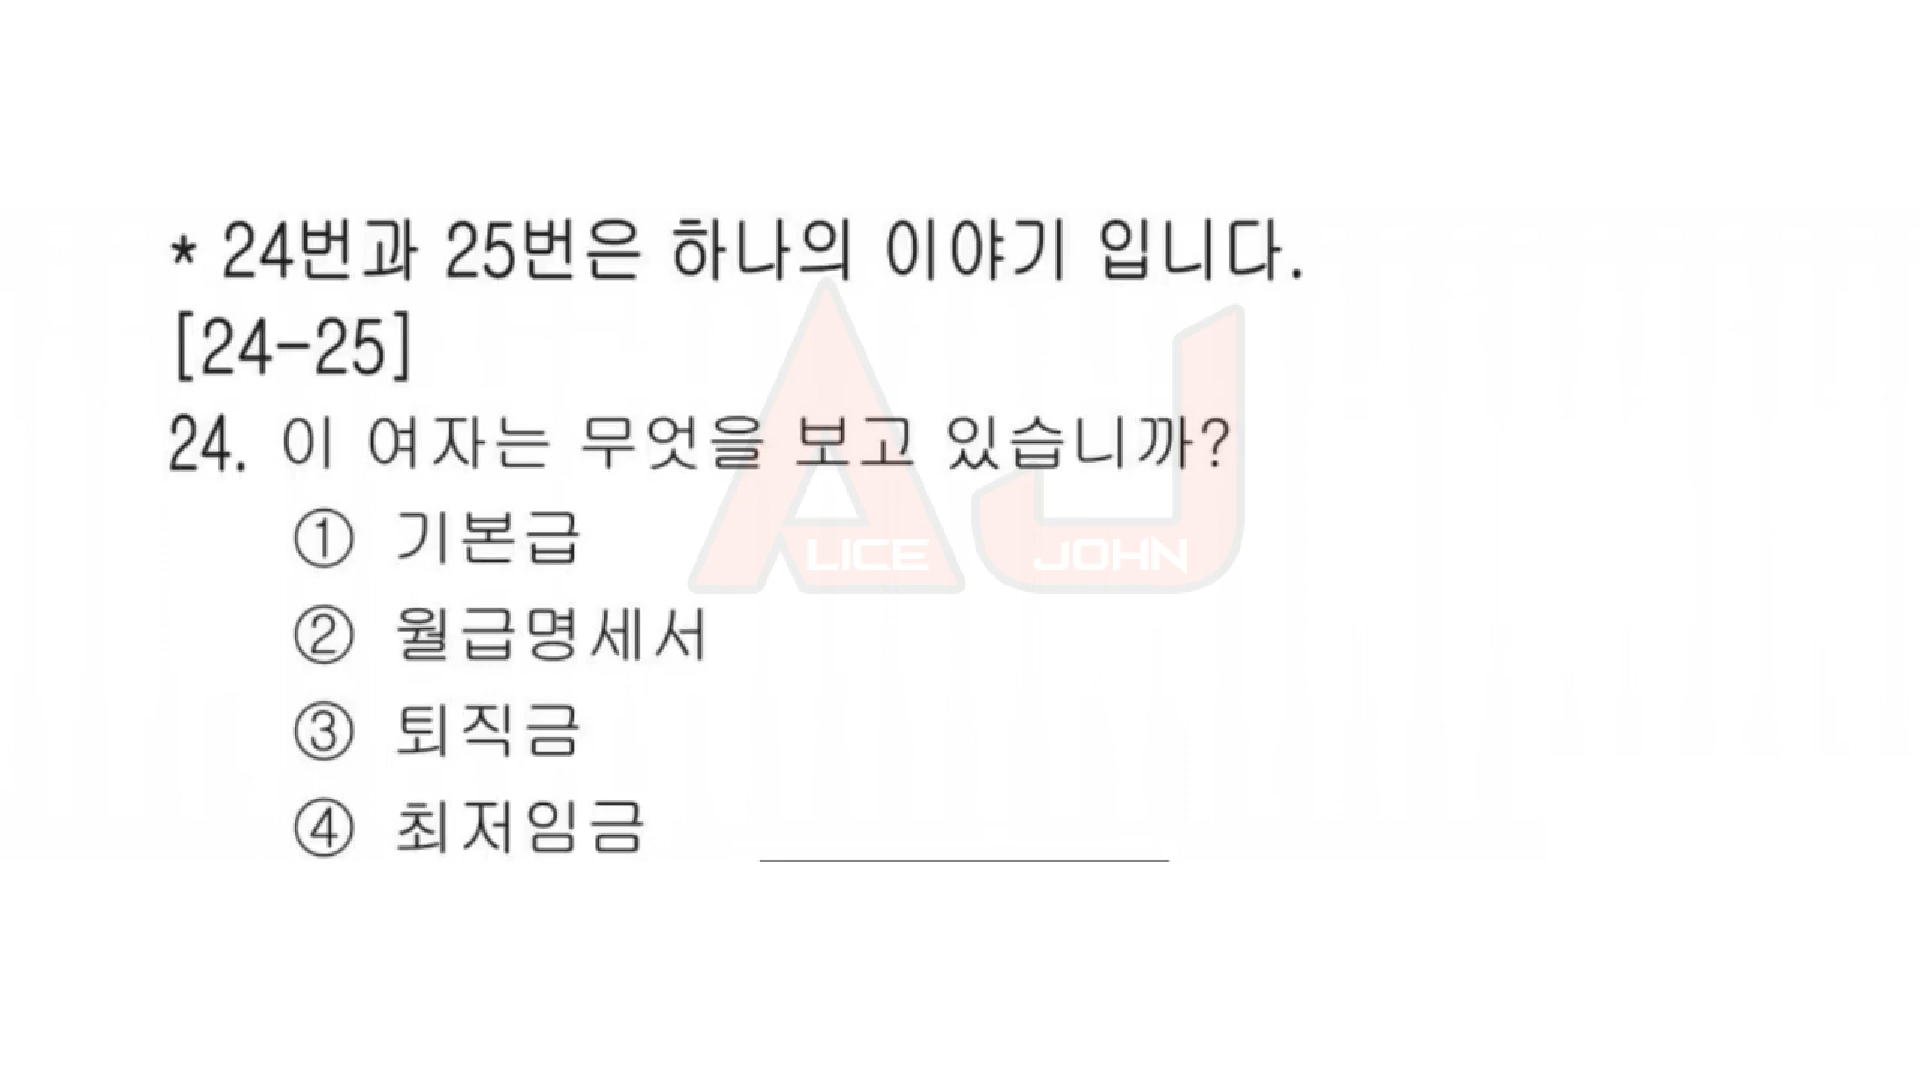 * 24번과 25번은 하나의 이야기 입니다.
[24-25]
24. 이 여자는 무엇을 보고 있습니까?
① 기본급
② 월급명세서
③ 퇴직금
④ 최저임금
ALICE JOHN